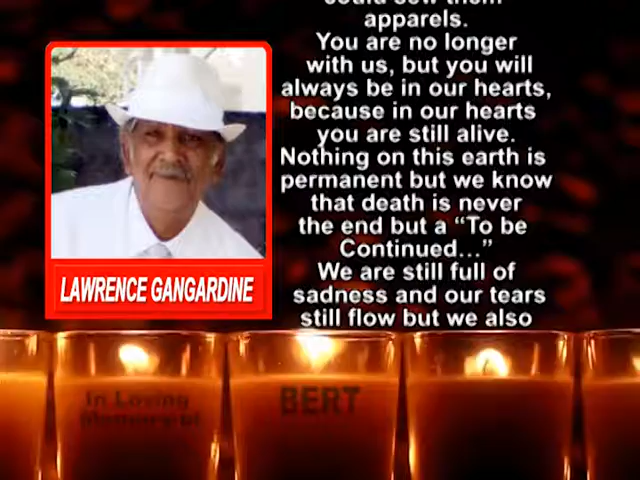 could sew them
apparels.
You are no longer
with us, but you will
always be in our hearts,
because in our hearts
you are still alive.
Nothing on this earth is
permanent but we know
that death is never
the end but a “To be
Continued...”
We are still full of
sadness and our tears
still flow but we also
LAWRENCE GANGARDINE
In Loving
BERT